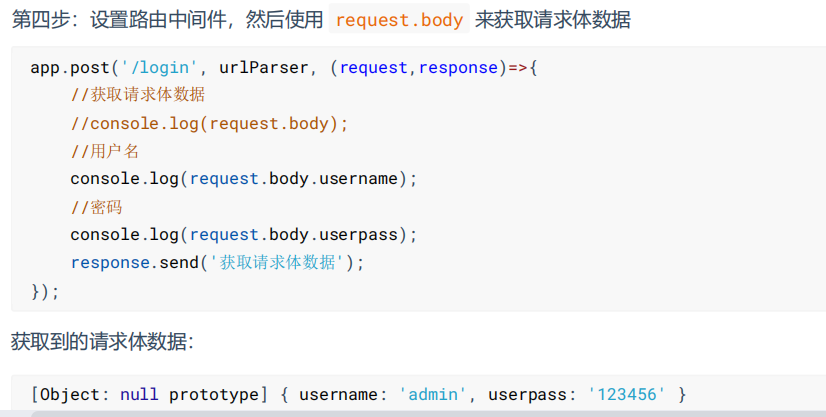 第四步：设置路由中间件，然后使用 request.body 来获取请求体数据
app.post('/login', urlParser, (request,response)=>{
    //获取请求体数据
    //console.log(request.body);
    //用户名
    console.log(request.body.username);
    //密码
    console.log(request.body.userpass);
    response.send('获取请求体数据');
});
获取到的请求体数据：
[Object: null prototype] { username: 'admin', userpass: '123456' }